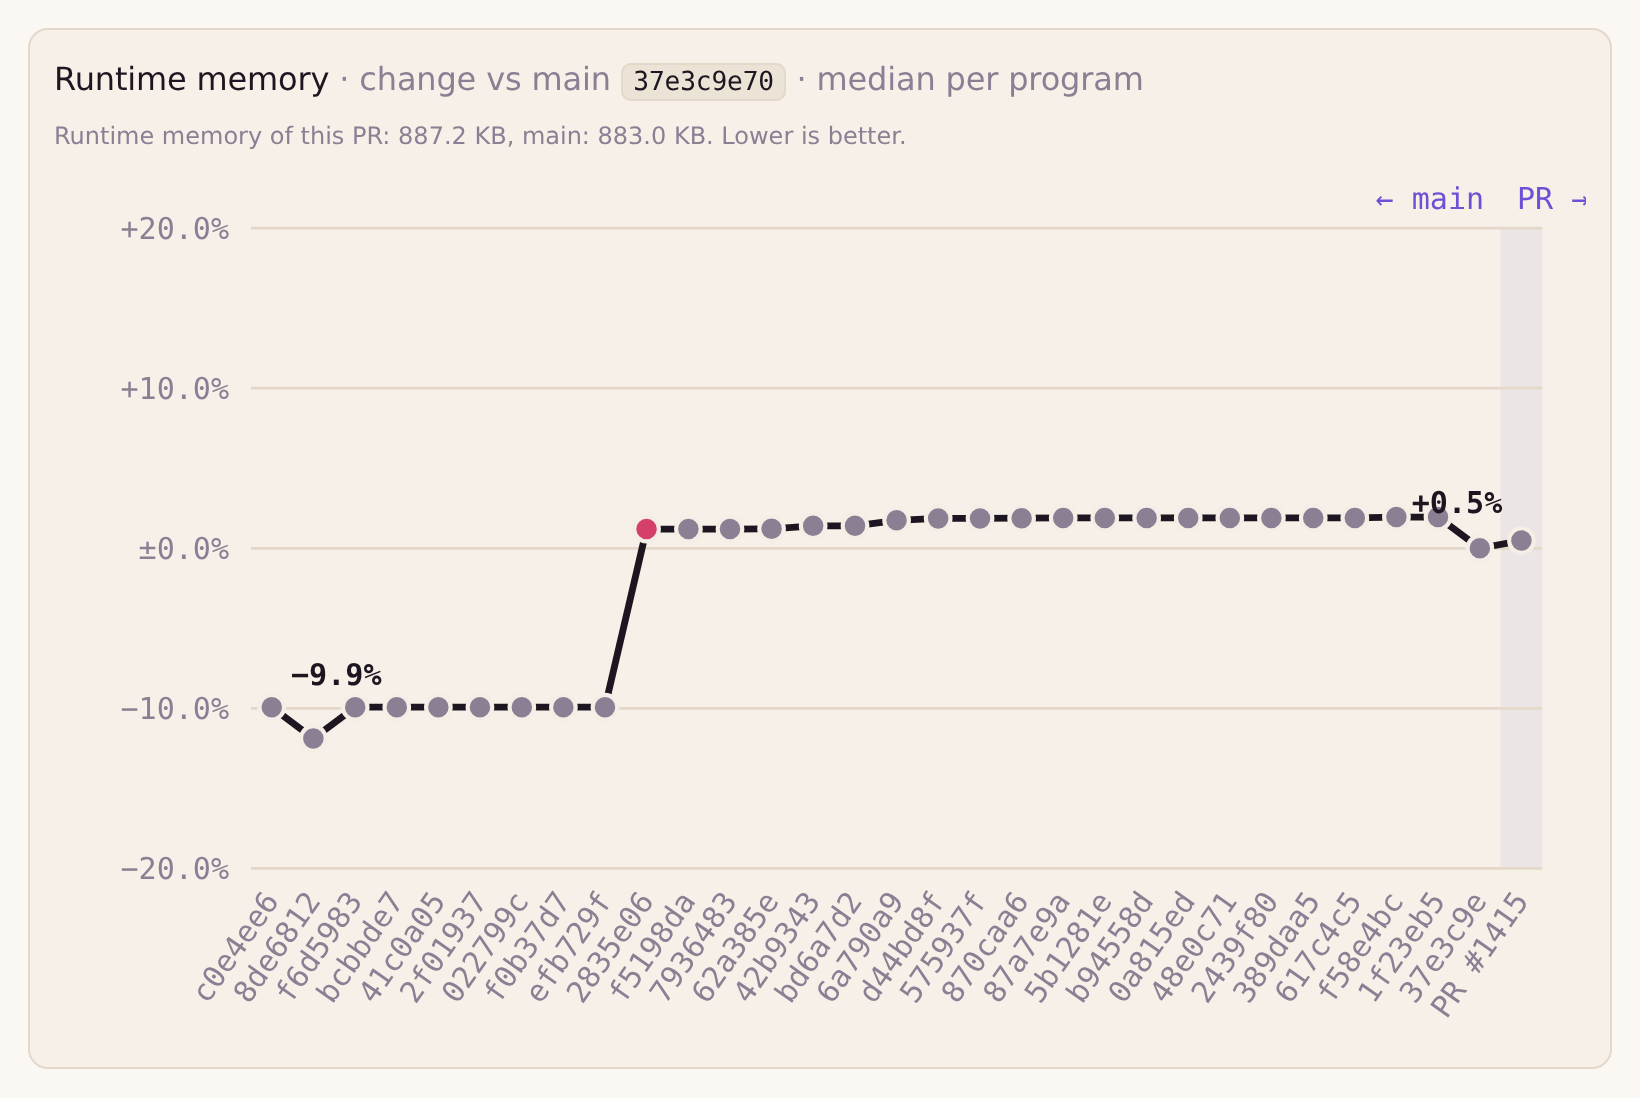 Runtime memory · change vs main 37e3c9e70 · median per program
Runtime memory of this PR: 887.2 KB, main: 883.0 KB. Lower is better.
← main PR →
+20.0%
+10.0%
+0.5%
±0.0%
−9.9%
−10.0%
−20.0%
c0e4ee6
8de6812
f6d5983
bcbbde7
41c0a05
2f01937
022799c
f0b37d7
efb729f
2835e06
f5198da
7936483
62a385e
42b9343
bd6a7d2
6a790a9
d44bd8f
575937f
870caa6
87a7e9a
5b1281e
b94558d
0a815ed
48e0c71
2439f80
389daa5
617c4c5
f58e4bc
1f23eb5
37e3c9e
PR #1415